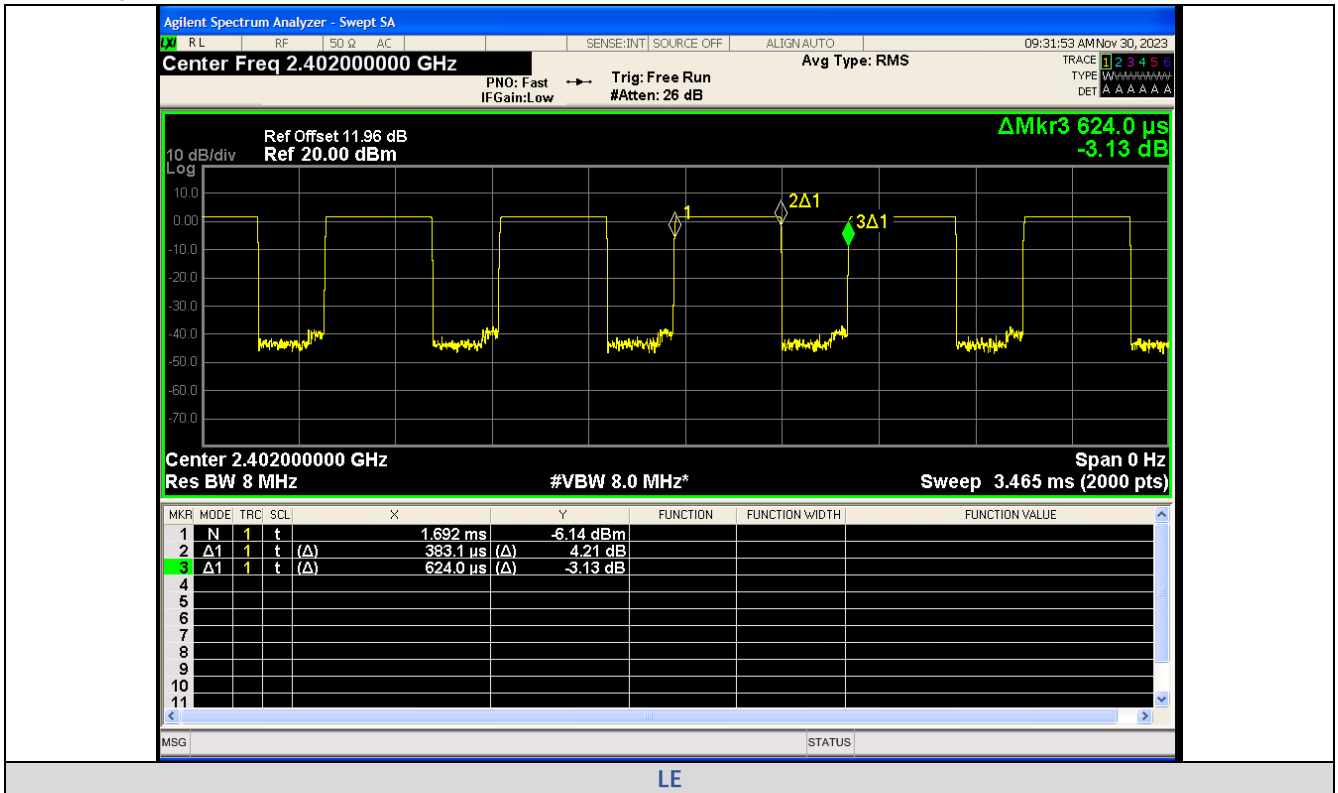 Agilent Spectrum Analyzer - Swept SA
LXI RL RF 50 Ω AC SENSE:INT SOURCE OFF ALIGN AUTO 09:31:53 AM Nov 30, 2023
Center Freq 2.402000000 GHz Avg Type: RMS TRACE 1 2 3 4 5 6
PNO: Fast Trig: Free Run TYPE WWWWWW
IFGain:Low #Atten: 26 dB DET A A A A A A
ΔMkr3 624.0 µs
Ref Offset 11.96 dB
10 dB/div Ref 20.00 dBm -3.13 dB
Log
10.0
2Δ1
1
0.00
3Δ1
-10.0
-20.0
-30.0
-40.0
-50.0
-60.0
-70.0
Center 2.402000000 GHz Span 0 Hz
Res BW 8 MHz #VBW 8.0 MHz* Sweep 3.465 ms (2000 pts)
MKR MODE TRC SCL X Y FUNCTION FUNCTION WIDTH FUNCTION VALUE
1 N 1 t 1.692 ms -6.14 dBm
2 Δ1 1 t (Δ) 383.1 µs (Δ) 4.21 dB
3 Δ1 1 t (Δ) 624.0 µs (Δ) -3.13 dB
4
5
6
7
8
9
10
11
MSG STATUS
LE